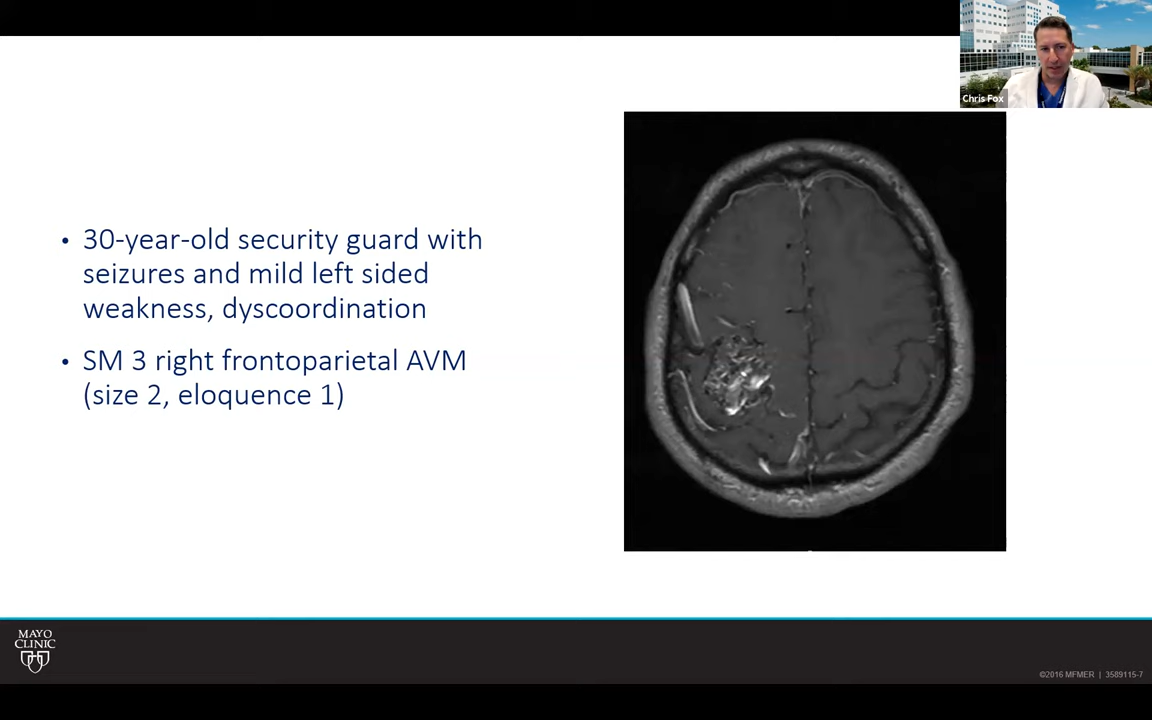 Chris Fox
• 30-year-old security guard with
seizures and mild left sided
weakness, dyscoordination
• SM 3 right frontoparietal AVM
(size 2, eloquence 1)
MAYO
CLINIC
©2016 MFMER | 3589115-7